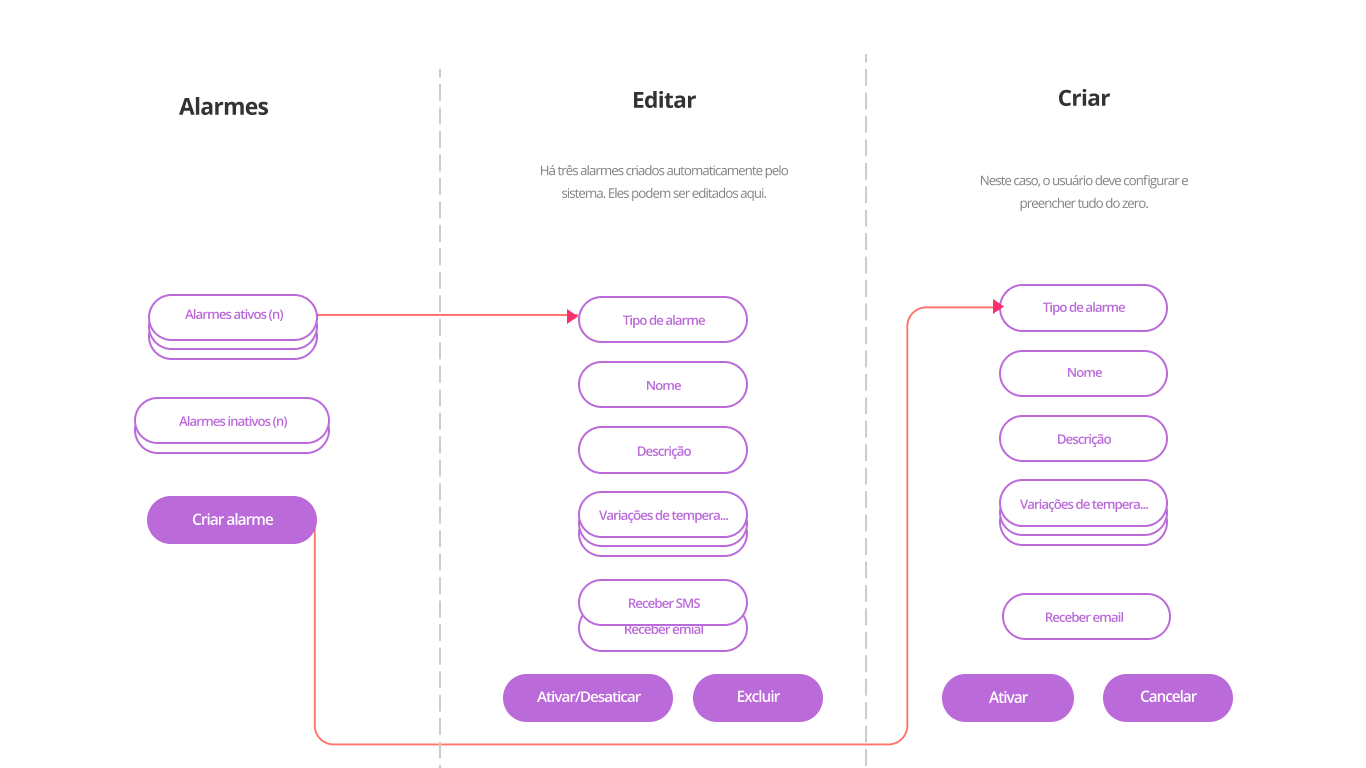 Alarmes
Alarmes ativos (n)
Alarmes inativos (n)
Criar alarme
Editar
Há três alarmes criados automaticamente pelo
sistema. Eles podem ser editados aqui.
Tipo de alarme
Nome
Descrição
Variações de tempera...
Receber SMS
Receber emial
Ativar/Desaticar
Excluir
Criar
Neste caso, o usuário deve configurar e
preencher tudo do zero.
Tipo de alarme
Nome
Descrição
Variações de tempera...
Receber email
Ativar
Cancelar